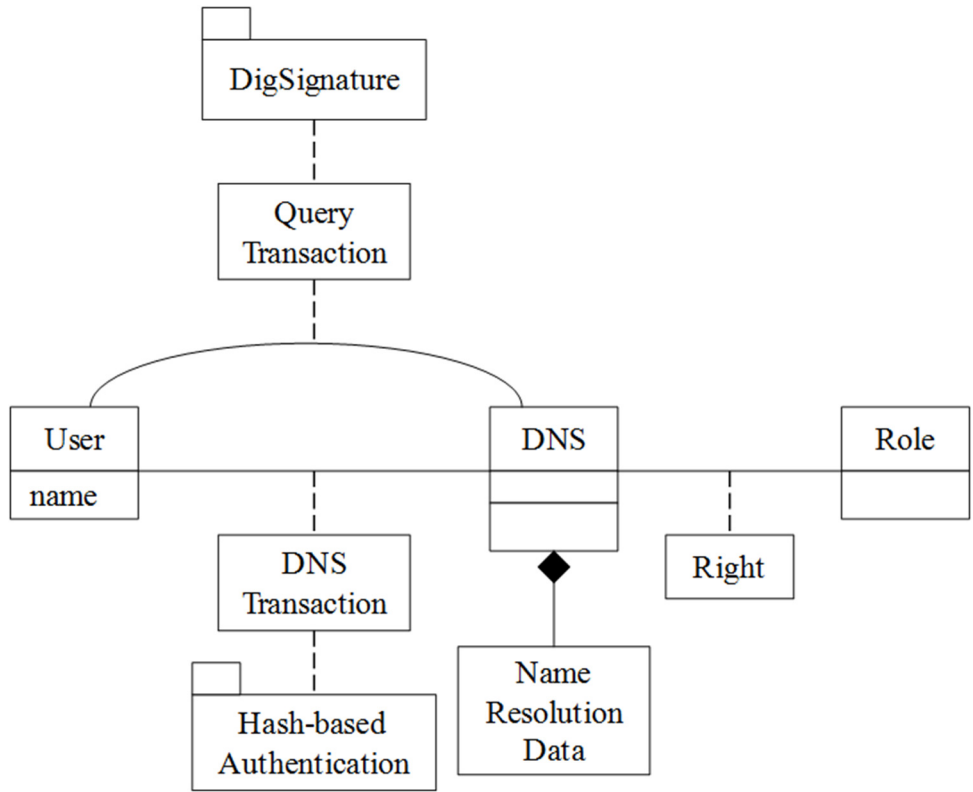 DigSignature
Query
Transaction
User
name
DNS
Role
DNS
Transaction
Right
Hash-based
Authentication
Name
Resolution
Data